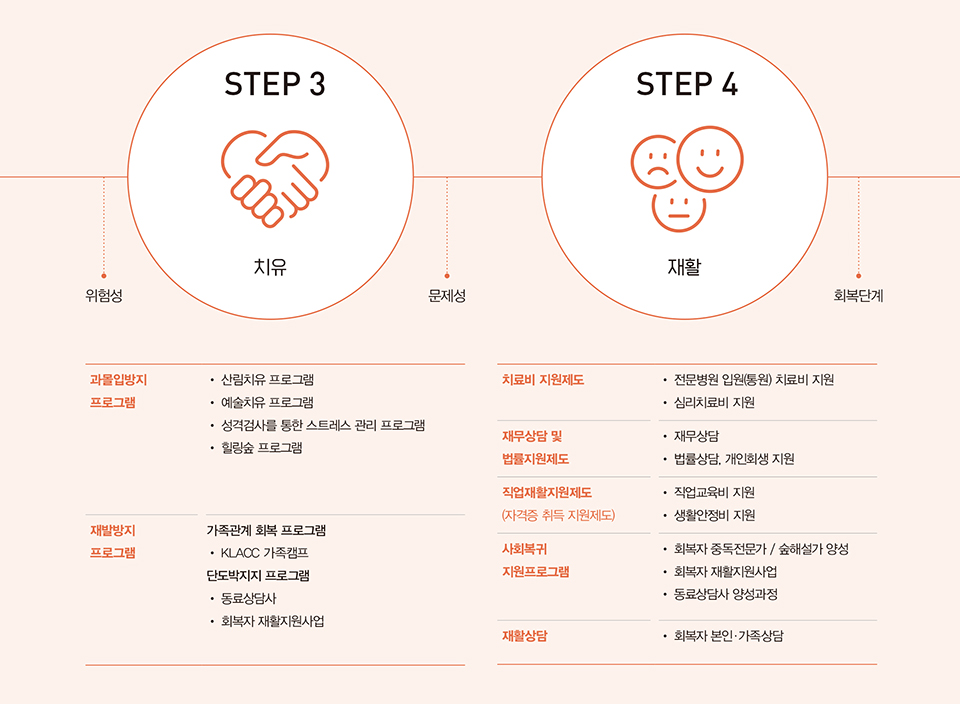 STEP 3
치유
위험성
문제성
STEP 4
재활
회복단계
과몰입방지
프로그램
• 산림치유 프로그램
• 예술치유 프로그램
• 성격검사를 통한 스트레스 관리 프로그램
• 힐링숲 프로그램
재발방지
프로그램
가족관계 회복 프로그램
• KLACC 가족캠프
단도박지지 프로그램
• 동료상담사
• 회복자 재활지원사업
치료비 지원제도
• 전문병원 입원(통원) 치료비 지원
• 심리치료비 지원
재무상담 및
법률지원제도
• 재무상담
• 법률상담, 개인회생 지원
직업재활지원제도
(자격증 취득 지원제도)
• 직업교육비 지원
• 생활안정비 지원
사회복귀
지원프로그램
• 회복자 중독전문가 / 숲해설가 양성
• 회복자 재활지원사업
• 동료상담사 양성과정
재활상담
• 회복자 본인·가족상담